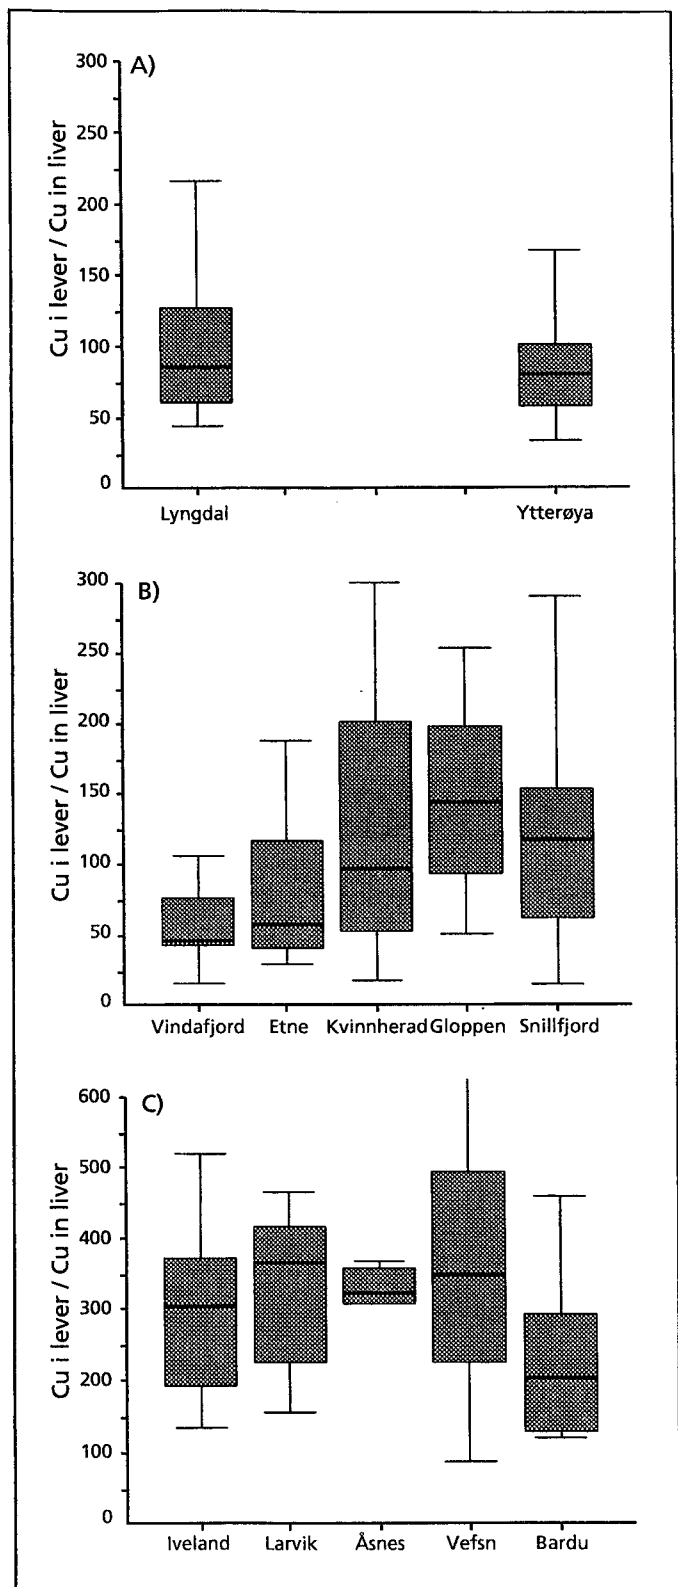 A)
Cu i lever / Cu in liver
300
250
200
150
100
50
0
Lyngdal Ytterøya
B)
Cu i lever / Cu in liver
300
250
200
150
100
50
0
Vindafjord Etne Kvinnherad Gloppen Snillfjord
C)
Cu i lever / Cu in liver
600
500
400
300
200
100
0
Iveland Larvik Åsnes Vefsn Bardu